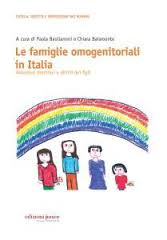 A cura di Paola Bastianoni e Chiara Baiamonte
Le famiglie omogenitoriali
in Italia
Relazioni familiari e diritti dei figli
edizioni junior